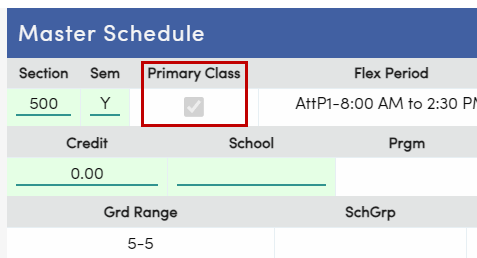 Master Schedule
Section Sem Primary Class Flex Period
500 Y AttP1-8:00 AM to 2:30 PM
Credit School Prgm
0.00
Grd Range SchGrp
5-5